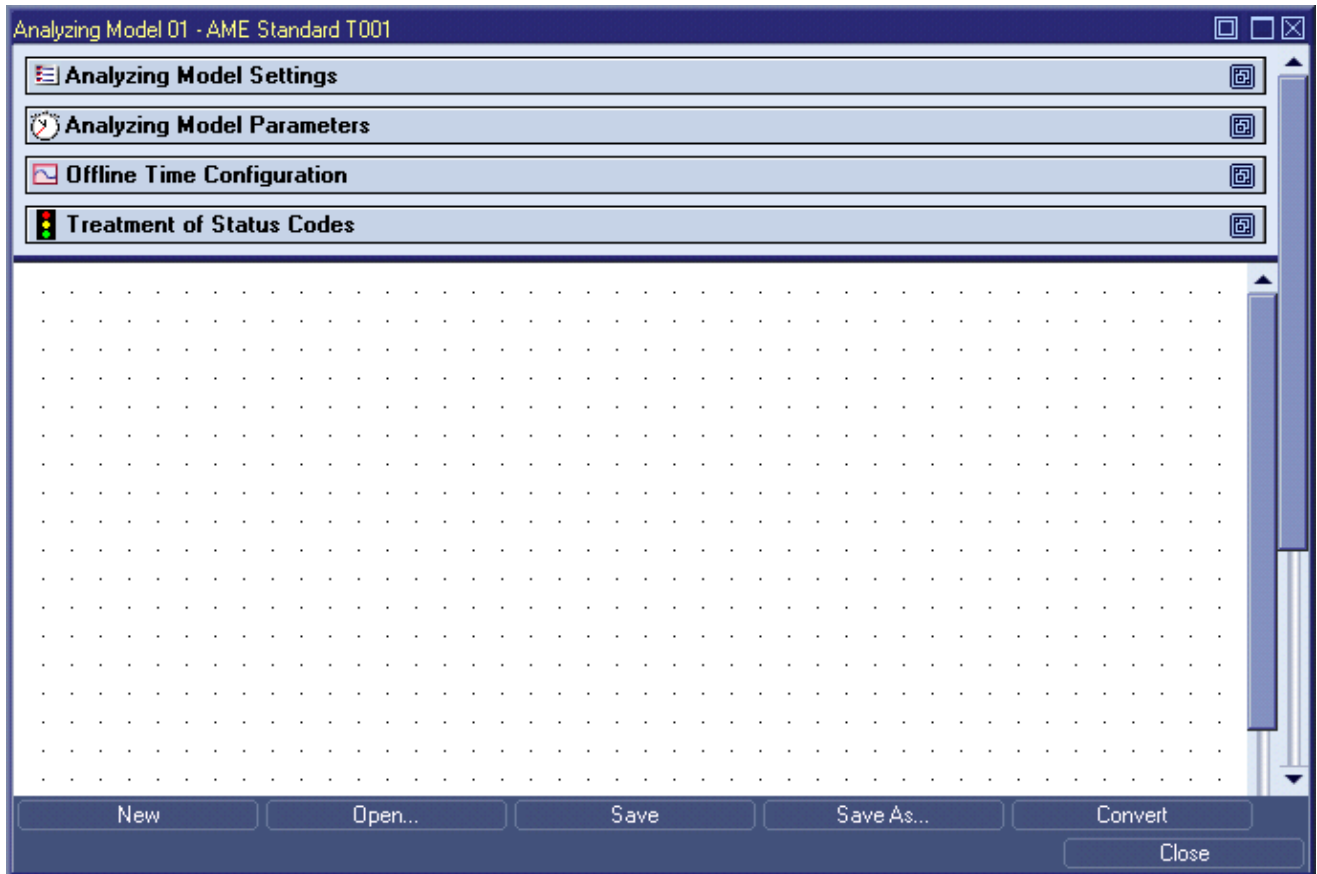 Analyzing Model 01 - AME Standard T001
Analyzing Model Settings
Analyzing Model Parameters
Offline Time Configuration
Treatment of Status Codes
New Open... Save Save As... Convert
Close